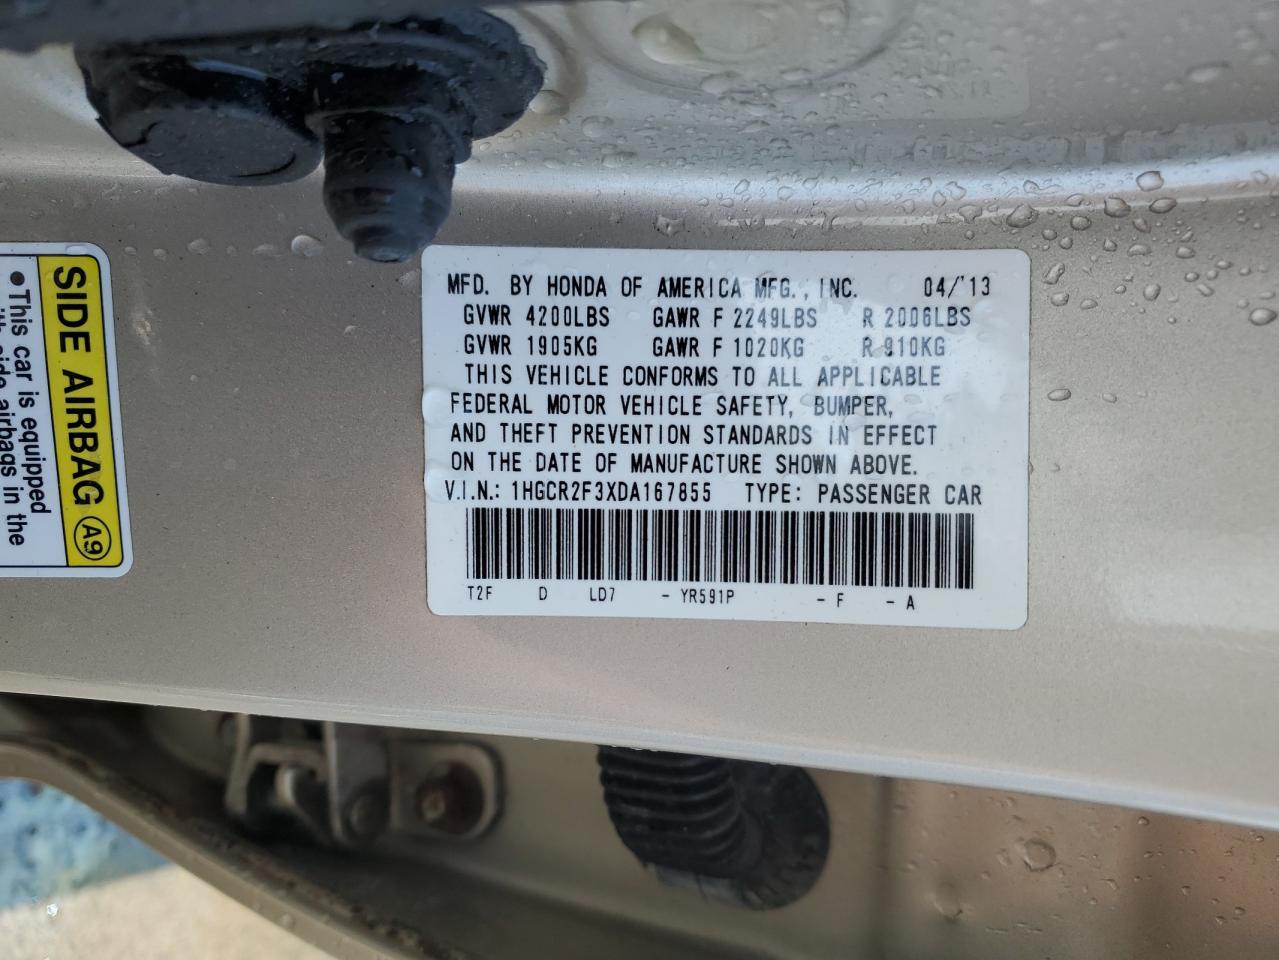 MFD. BY HONDA OF AMERICA MFG., INC. 04/'13
GVWR 4200LBS GAWR F 2249LBS R 2006LBS
GVWR 1905KG GAWR F 1020KG R 910KG
THIS VEHICLE CONFORMS TO ALL APPLICABLE
FEDERAL MOTOR VEHICLE SAFETY, BUMPER,
AND THEFT PREVENTION STANDARDS IN EFFECT
ON THE DATE OF MANUFACTURE SHOWN ABOVE.
V.I.N.: 1HGCR2F3XDA167855 TYPE: PASSENGER CAR
T2F D LD7 - YR591P - F - A
SIDE AIRBAG A9
• This car is equipped
with side airbags in the